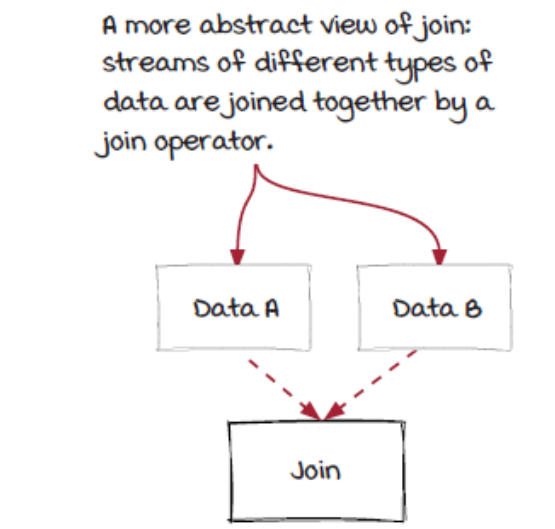 A more abstract view of join:
streams of different types of
data are joined together by a
join operator.
Data A
Data B
Join